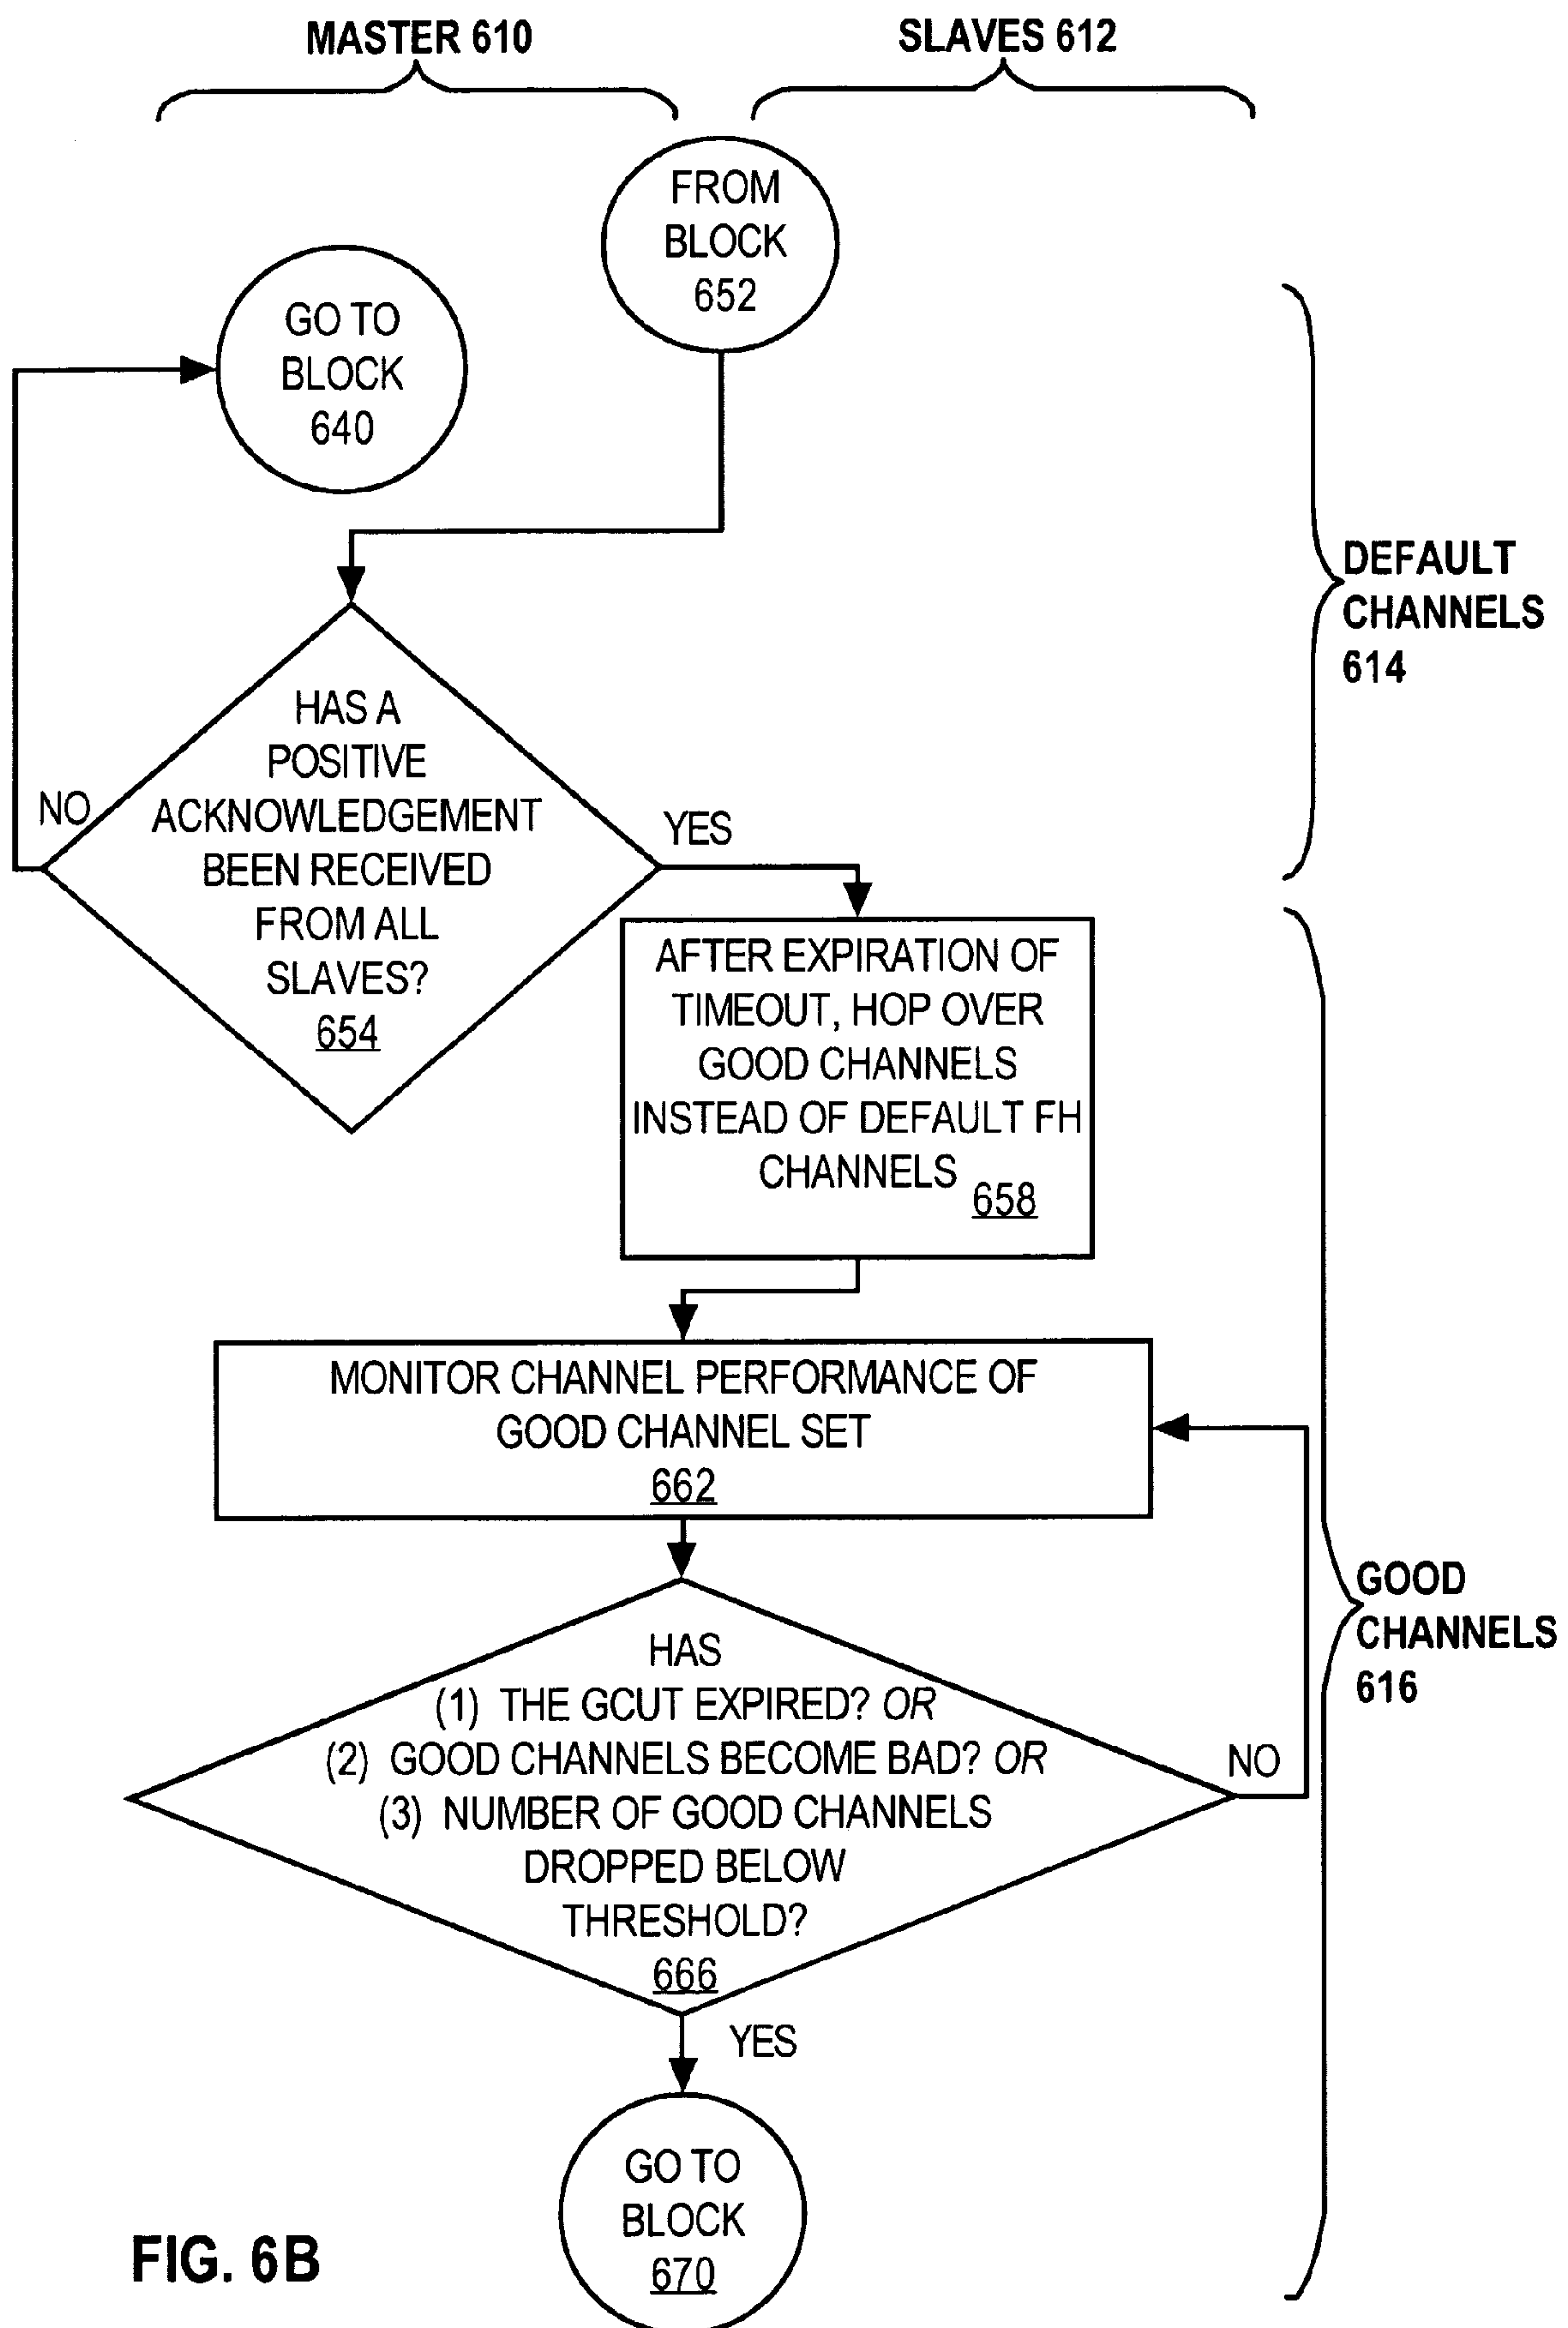 MASTER 610
SLAVES 612
FROM
BLOCK
652
GO TO
BLOCK
640
DEFAULT
CHANNELS
614
HAS A
POSITIVE
ACKNOWLEDGEMENT
BEEN RECEIVED
FROM ALL
SLAVES?
654
NO
YES
AFTER EXPIRATION OF
TIMEOUT, HOP OVER
GOOD CHANNELS
INSTEAD OF DEFAULT FH
CHANNELS
658
MONITOR CHANNEL PERFORMANCE OF
GOOD CHANNEL SET
662
GOOD
CHANNELS
616
HAS
(1) THE GCUT EXPIRED? OR
(2) GOOD CHANNELS BECOME BAD? OR
(3) NUMBER OF GOOD CHANNELS
DROPPED BELOW
THRESHOLD?
666
NO
YES
GO TO
BLOCK
670
FIG. 6B